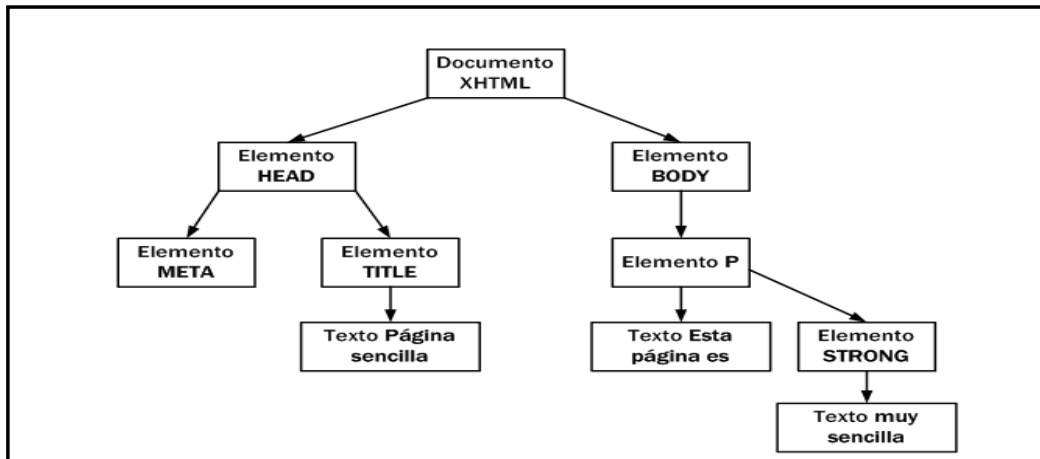 Documento
XHTML
Elemento
HEAD
Elemento
BODY
Elemento
META
Elemento
TITLE
Elemento P
Texto Página
sencilla
Texto Esta
página es
Elemento
STRONG
Texto muy
sencilla